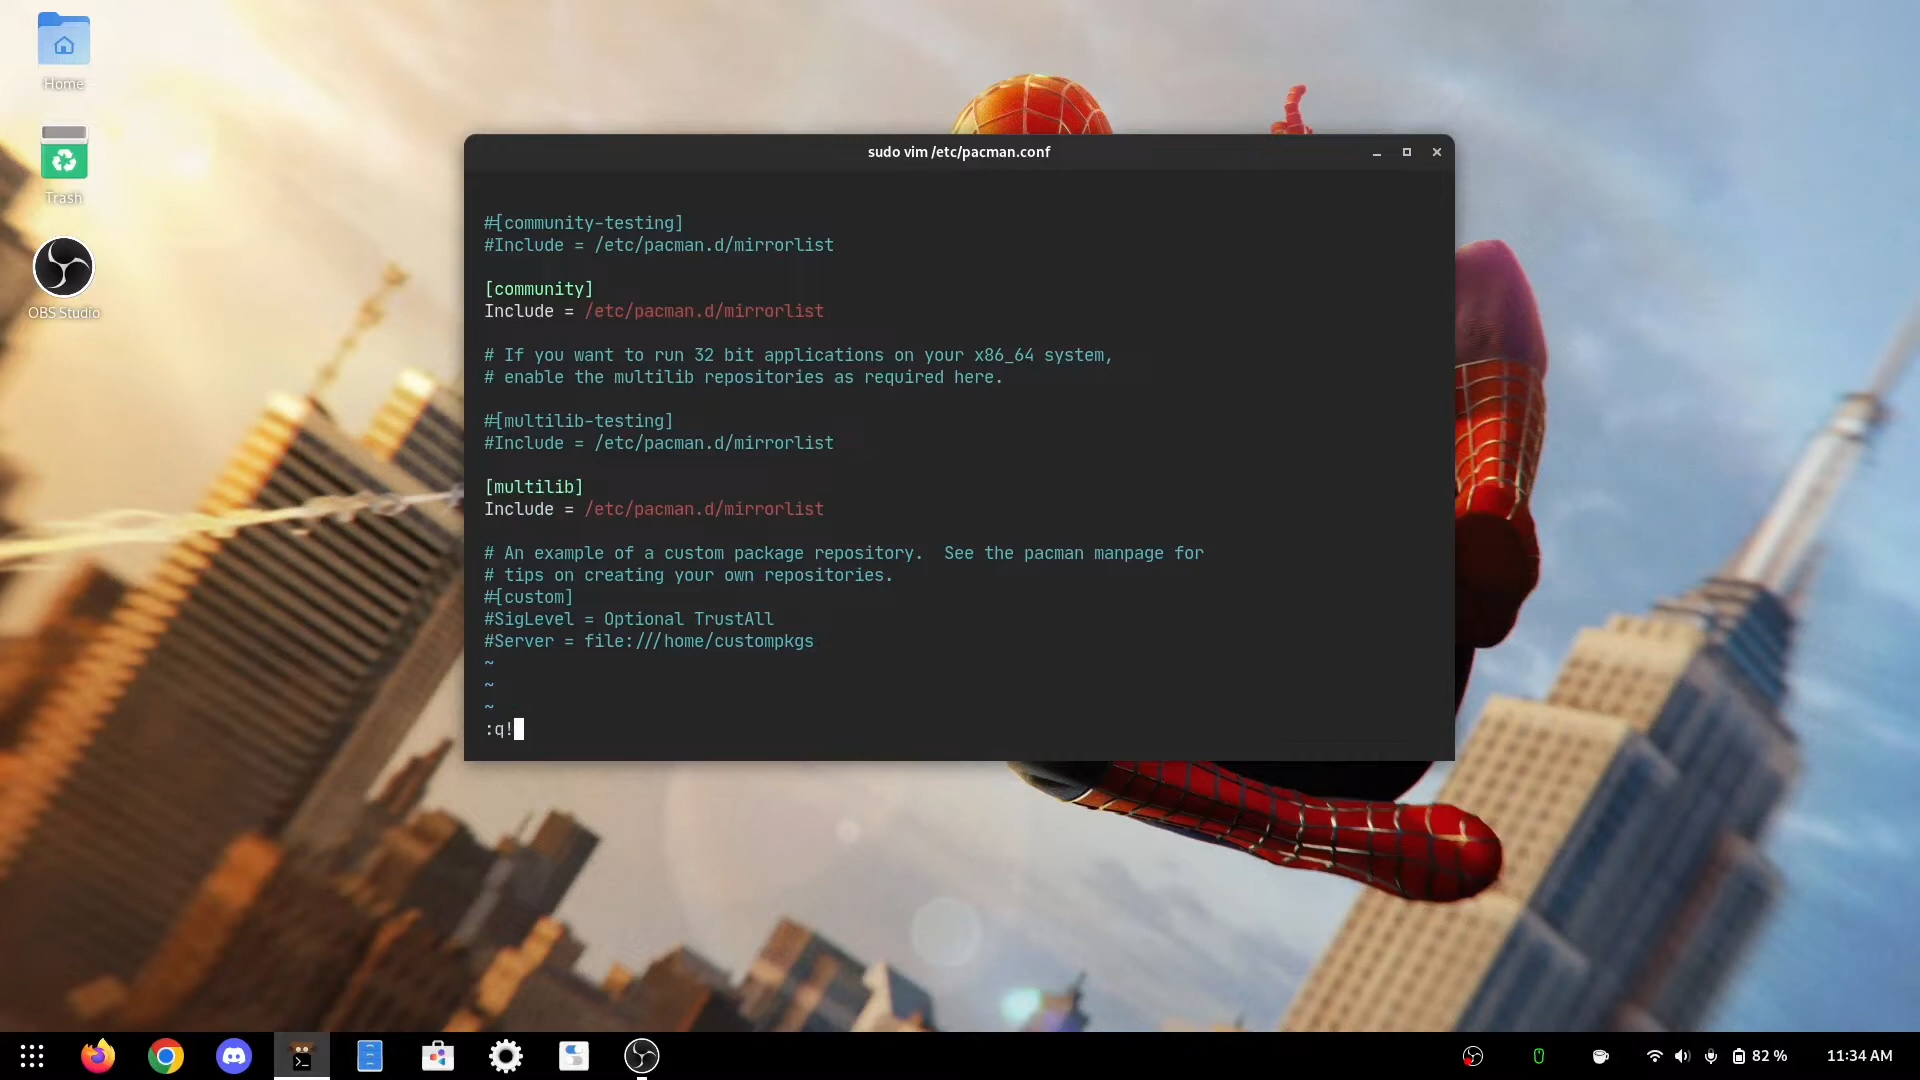 Home
Trash
OBS Studio
sudo vim /etc/pacman.conf
#[community-testing]
#Include = /etc/pacman.d/mirrorlist
[community]
Include = /etc/pacman.d/mirrorlist
# If you want to run 32 bit applications on your x86_64 system,
# enable the multilib repositories as required here.
#[multilib-testing]
#Include = /etc/pacman.d/mirrorlist
[multilib]
Include = /etc/pacman.d/mirrorlist
# An example of a custom package repository.  See the pacman manpage for
# tips on creating your own repositories.
#[custom]
#SigLevel = Optional TrustAll
#Server = file:///home/custompkgs
~
~
~
:q!
82 %
11:34 AM